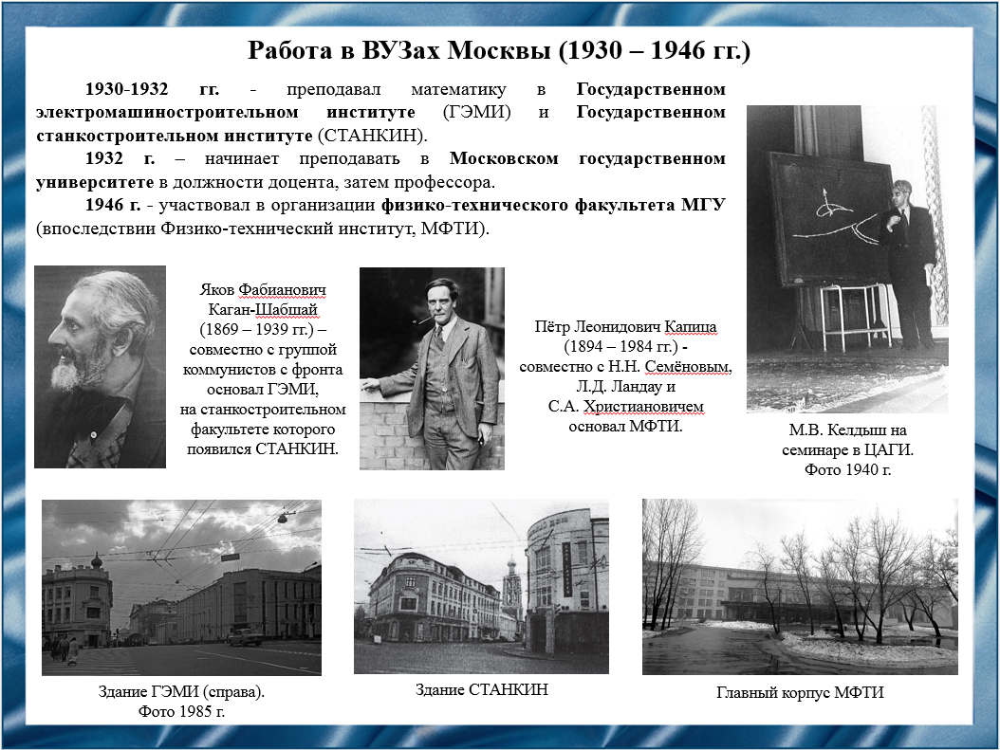 Работа в ВУЗах Москвы (1930 – 1946 гг.)
1930-1932 гг. - преподавал математику в Государственном
электромашиностроительном институте (ГЭМИ) и Государственном
станкостроительном институте (СТАНКИН).
1932 г. – начинает преподавать в Московском государственном
университете в должности доцента, затем профессора.
1946 г. - участвовал в организации физико-технического факультета МГУ
(впоследствии Физико-технический институт, МФТИ).
Яков Фабианович
Каган-Шабшай
(1869 – 1939 гг.) –
совместно с группой
коммунистов с фронта
основал ГЭМИ,
на станкостроительном
факультете которого
появился СТАНКИН.
Пётр Леонидович Капица
(1894 – 1984 гг.) -
совместно с Н.Н. Семёновым,
Л.Д. Ландау и
С.А. Христиановичем
основал МФТИ.
М.В. Келдыш на
семинаре в ЦАГИ.
Фото 1940 г.
Здание ГЭМИ (справа).
Фото 1985 г.
Здание СТАНКИН
Главный корпус МФТИ